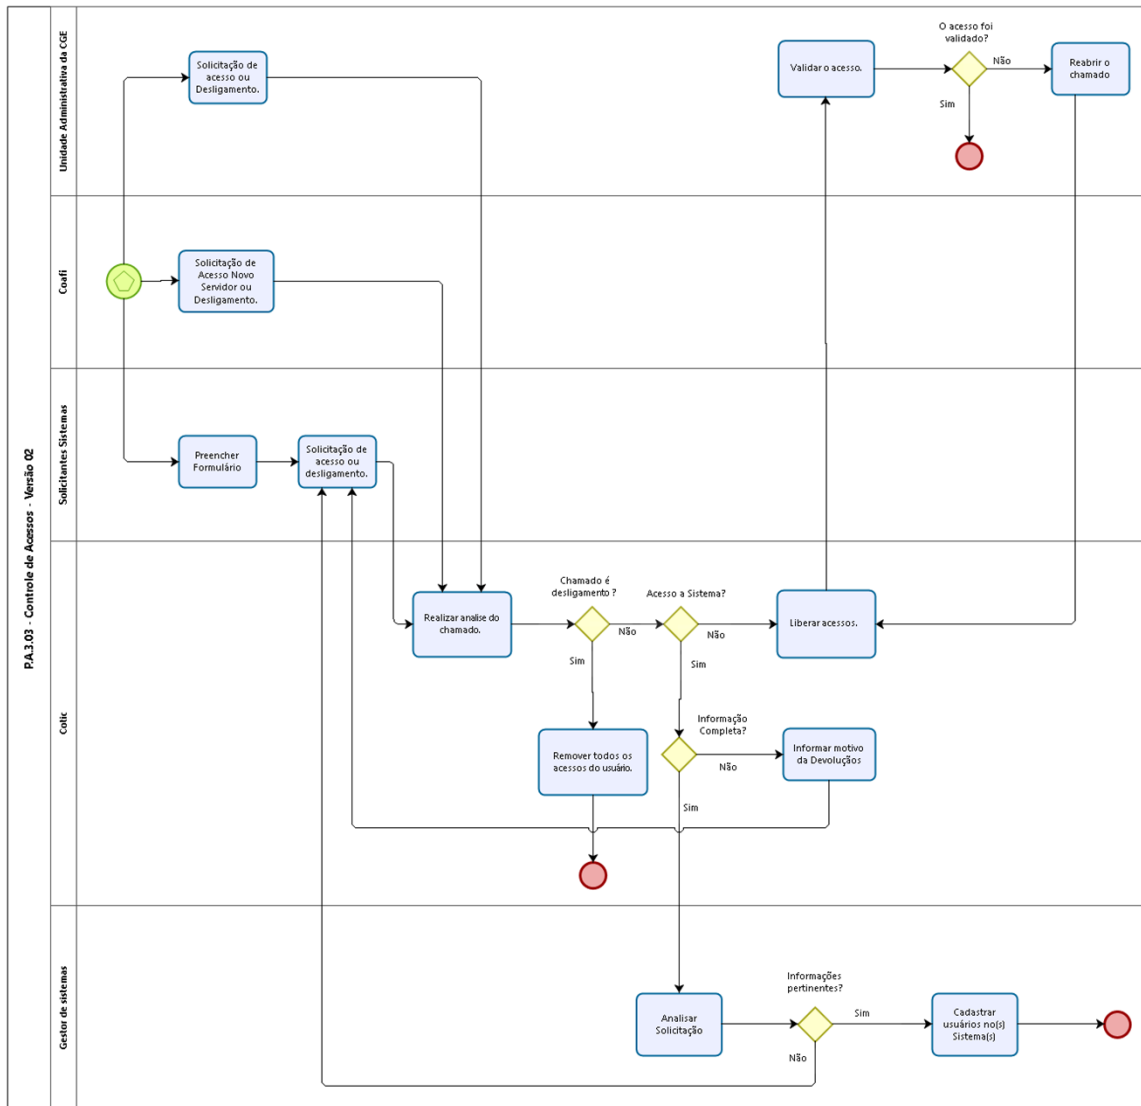 P.A.3.03 - Controle de Acessos - Versão 02
Unidade Administrativa da CGE
Solicitação de
acesso ou
Desligamento.
Validar o acesso.
O acesso foi
validado?
Não
Sim
Reabrir o
chamado
Coafi
Solicitação de
Acesso Novo
Servidor ou
Desligamento.
Solicitantes Sistemas
Preencher
Formulário
Solicitação de
acesso ou
desligamento.
Colic
Realizar analise do
chamado.
Chamado é
desligamento ?
Não
Sim
Acesso a Sistema?
Não
Sim
Liberar acessos.
Remover todos os
acessos do usuário.
Informação
Completa?
Não
Sim
Informar motivo
da Devoluçãos
Gestor de sistemas
Analisar
Solicitação
Informações
pertinentes?
Sim
Não
Cadastrar
usuários no(s)
Sistema(s)